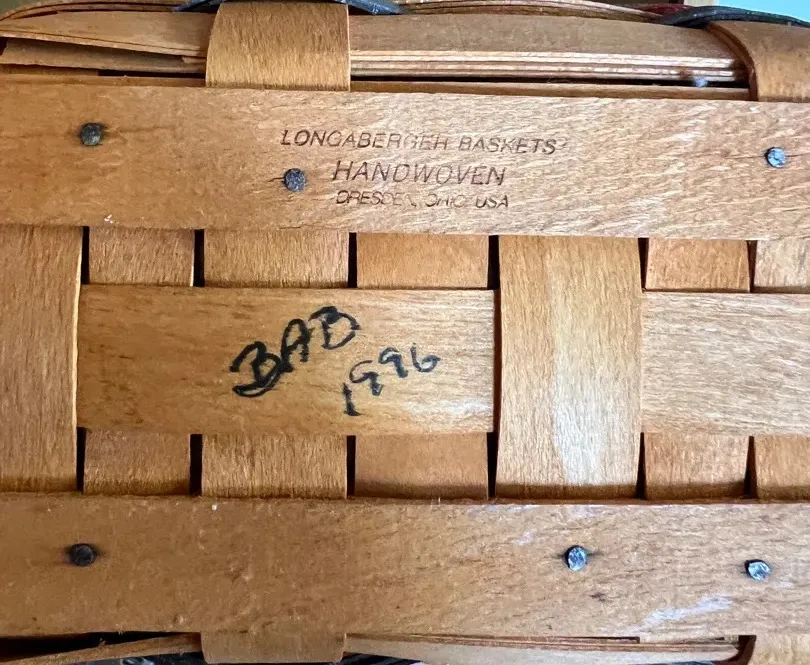 LONGABERGER BASKETS
HANDWOVEN
DRESDEN, OHIO USA
BAB
1996